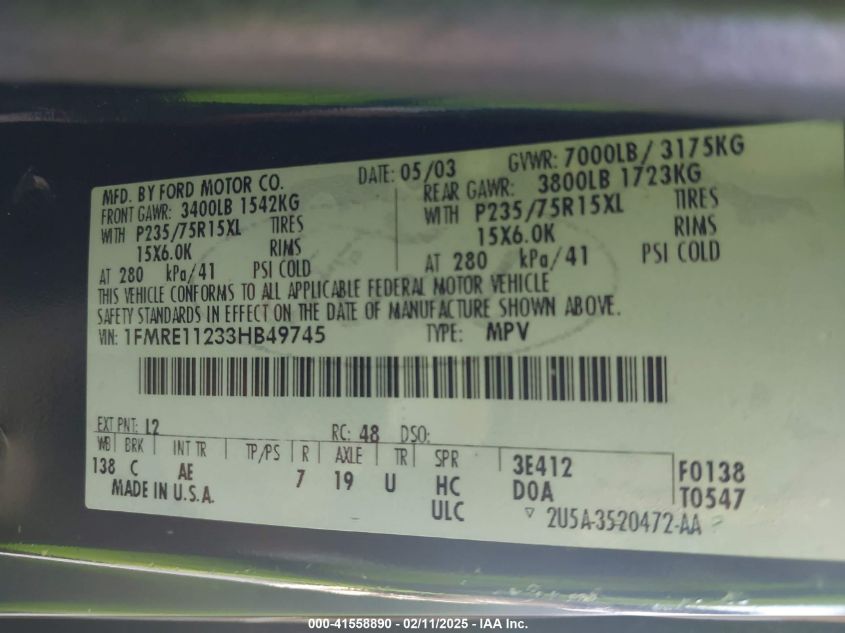 MFD. BY FORD MOTOR CO. DATE: 05/03 GVWR: 7000LB/ 3175KG
FRONT GAWR: 3400LB 1542KG REAR GAWR: 3800LB 1723KG
WITH P235/75R15XL TIRES WITH P235/75R15XL TIRES
15X6.0K RIMS 15X6.0K RIMS
AT 280 kPa/41 PSI COLD AT 280 kPa/41 PSI COLD
THIS VEHICLE CONFORMS TO ALL APPLICABLE FEDERAL MOTOR VEHICLE
SAFETY STANDARDS IN EFFECT ON THE DATE OF MANUFACTURE SHOWN ABOVE.
VIN: 1FMRE11233HB49745 TYPE: MPV
EXT PNT: L2 RC: 48 DSO:
WB BRK INT TR TP/PS R AXLE TR SPR 3E412 F0138
138 C AE 7 19 U HC DOA T0547
MADE IN U.S.A. ULC 2U5A-3520472-AA
000-41558890 - 02/11/2025 - IAA Inc.